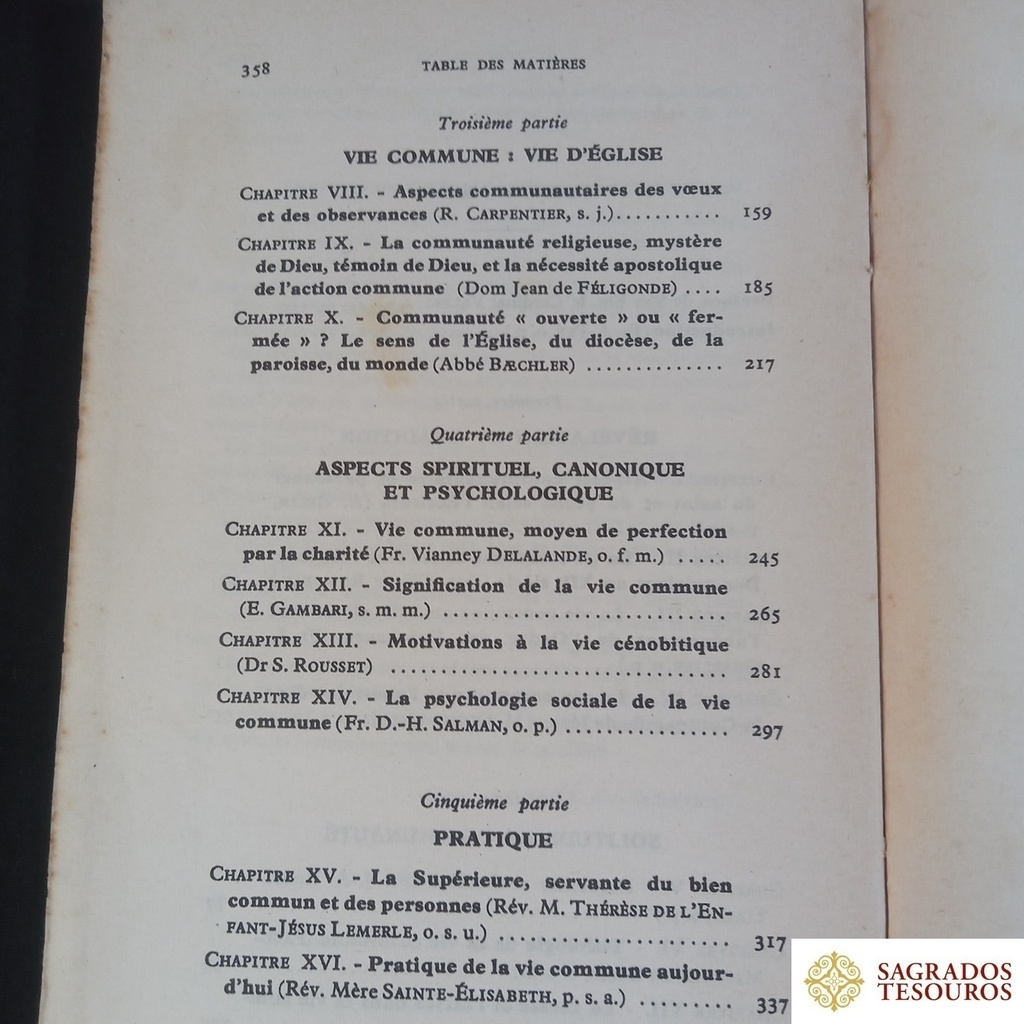 358 TABLE DES MATIÈRES
Troisième partie
VIE COMMUNE : VIE D'ÉGLISE
CHAPITRE VIII. - Aspects communautaires des vœux
et des observances (R. CARPENTIER, s. j.)........... 159
CHAPITRE IX. - La communauté religieuse, mystère
de Dieu, témoin de Dieu, et la nécessité apostolique
de l'action commune (Dom Jean de FÉLIGONDE) .... 185
CHAPITRE X. - Communauté « ouverte » ou « fer-
mée » ? Le sens de l'Église, du diocèse, de la
paroisse, du monde (Abbé BÆCHLER) .............. 217
Quatrième partie
ASPECTS SPIRITUEL, CANONIQUE
ET PSYCHOLOGIQUE
CHAPITRE XI. - Vie commune, moyen de perfection
par la charité (Fr. Vianney DELALANDE, o. f. m.) ..... 245
CHAPITRE XII. - Signification de la vie commune
(E. GAMBARI, s. m. m.) ............................. 265
CHAPITRE XIII. - Motivations à la vie cénobitique
(Dr S. ROUSSET) .................................. 281
CHAPITRE XIV. - La psychologie sociale de la vie
commune (Fr. D.-H. SALMAN, o. p.) ................ 297
Cinquième partie
PRATIQUE
CHAPITRE XV. - La Supérieure, servante du bien
commun et des personnes (Rév. M. THÉRÈSE DE L'EN-
FANT-JÉSUS LEMERLE, o. s. u.) ....................... 317
CHAPITRE XVI. - Pratique de la vie commune aujour-
d'hui (Rév. Mère SAINTE-ÉLISABETH, p. s. a.) ......... 337
SAGRADOS
TESOUROS